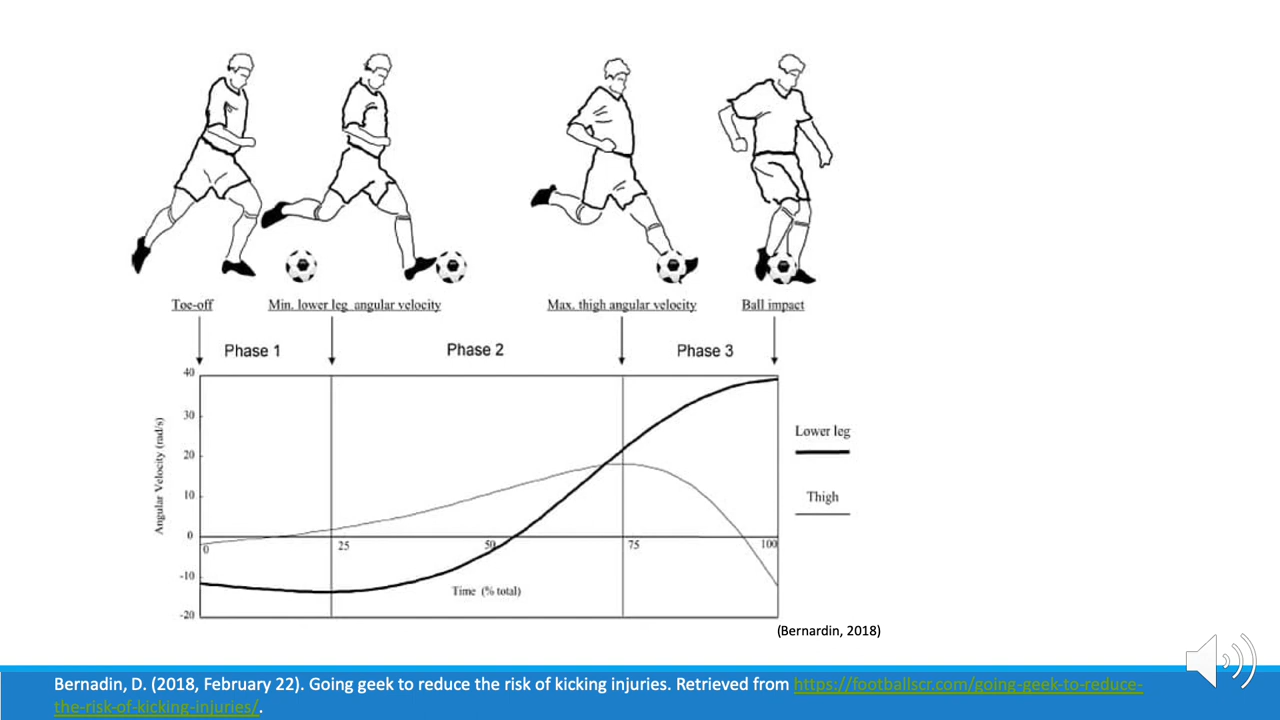 Toe-off
Min. lower leg angular velocity
Max. thigh angular velocity
Ball impact
Phase 1
Phase 2
Phase 3
40
30
20
10
0
-10
-20
Angular Velocity (rad/s)
0
25
50
75
100
Time (% total)
Lower leg
Thigh
(Bernardin, 2018)
Bernadin, D. (2018, February 22). Going geek to reduce the risk of kicking injuries. Retrieved from https://footballscr.com/going-geek-to-reduce-
the-risk-of-kicking-injuries/.